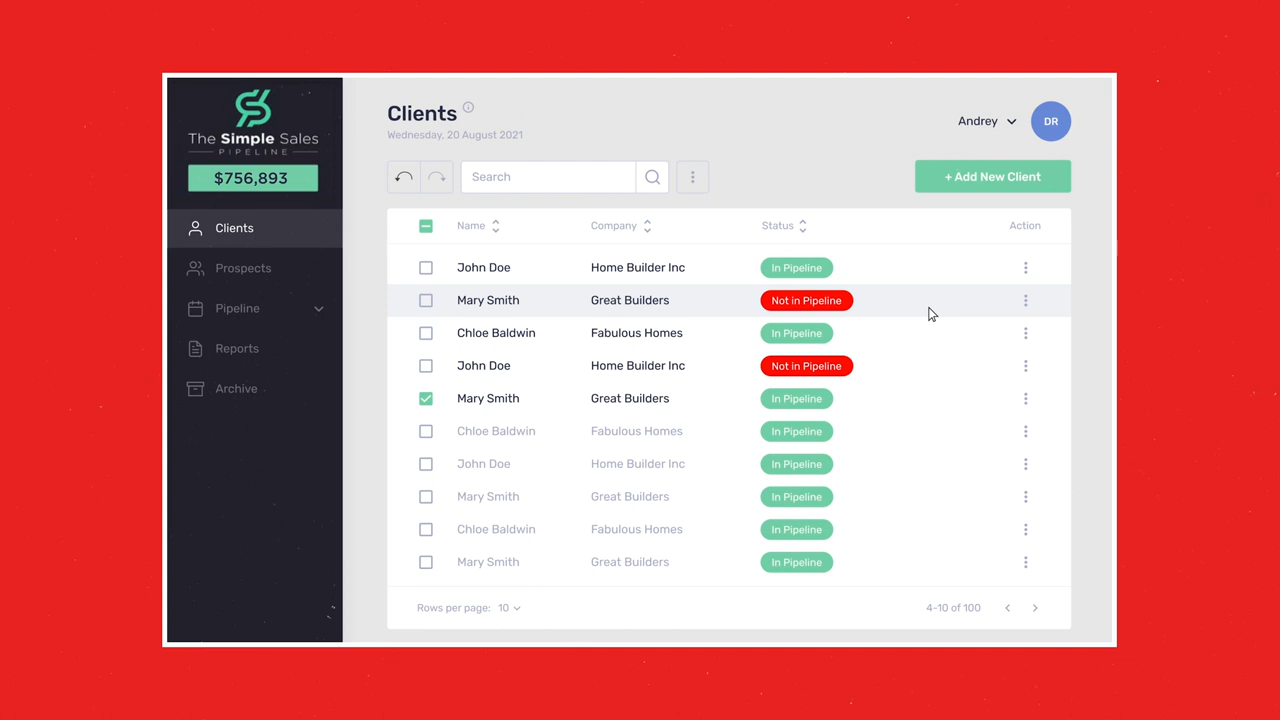 The Simple Sales
PIPELINE
$756,893
Clients
Prospects
Pipeline
Reports
Archive
Clients
Wednesday, 20 August 2021
Andrey
DR
Search
+ Add New Client
Name Company Status Action
John Doe Home Builder Inc In Pipeline
Mary Smith Great Builders Not in Pipeline
Chloe Baldwin Fabulous Homes In Pipeline
John Doe Home Builder Inc Not in Pipeline
Mary Smith Great Builders In Pipeline
Chloe Baldwin Fabulous Homes In Pipeline
John Doe Home Builder Inc In Pipeline
Mary Smith Great Builders In Pipeline
Chloe Baldwin Fabulous Homes In Pipeline
Mary Smith Great Builders In Pipeline
Rows per page: 10 4-10 of 100